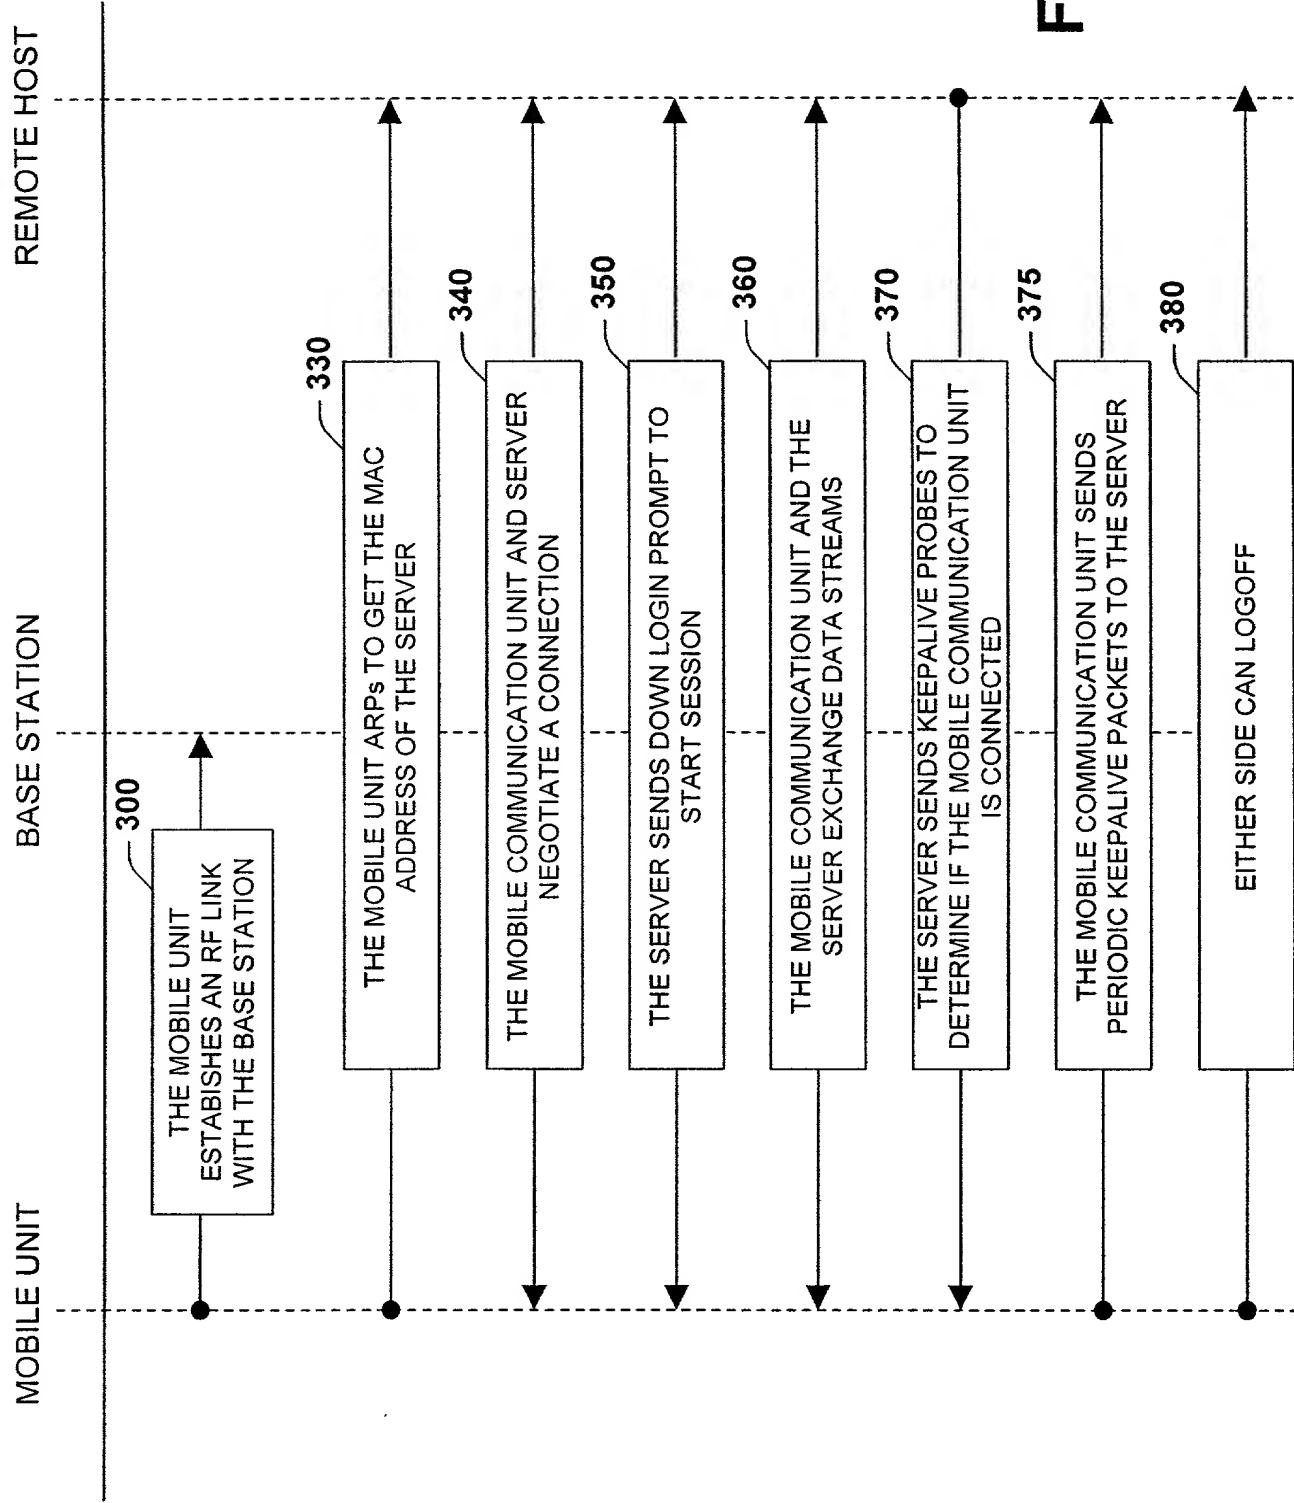 MOBILE UNIT
BASE STATION
REMOTE HOST
300
THE MOBILE UNIT
ESTABISHES AN RF LINK
WITH THE BASE STATION
330
THE MOBILE UNIT ARPs TO GET THE MAC
ADDRESS OF THE SERVER
340
THE MOBILE COMMUNICATION UNIT AND SERVER
NEGOTIATE A CONNECTION
350
THE SERVER SENDS DOWN LOGIN PROMPT TO
START SESSION
360
THE MOBILE COMMUNICATION UNIT AND THE
SERVER EXCHANGE DATA STREAMS
370
THE SERVER SENDS KEEPALIVE PROBES TO
DETERMINE IF THE MOBILE COMMUNICATION UNIT
IS CONNECTED
375
THE MOBILE COMMUNICATION UNIT SENDS
PERIODIC KEEPALIVE PACKETS TO THE SERVER
380
EITHER SIDE CAN LOGOFF
F